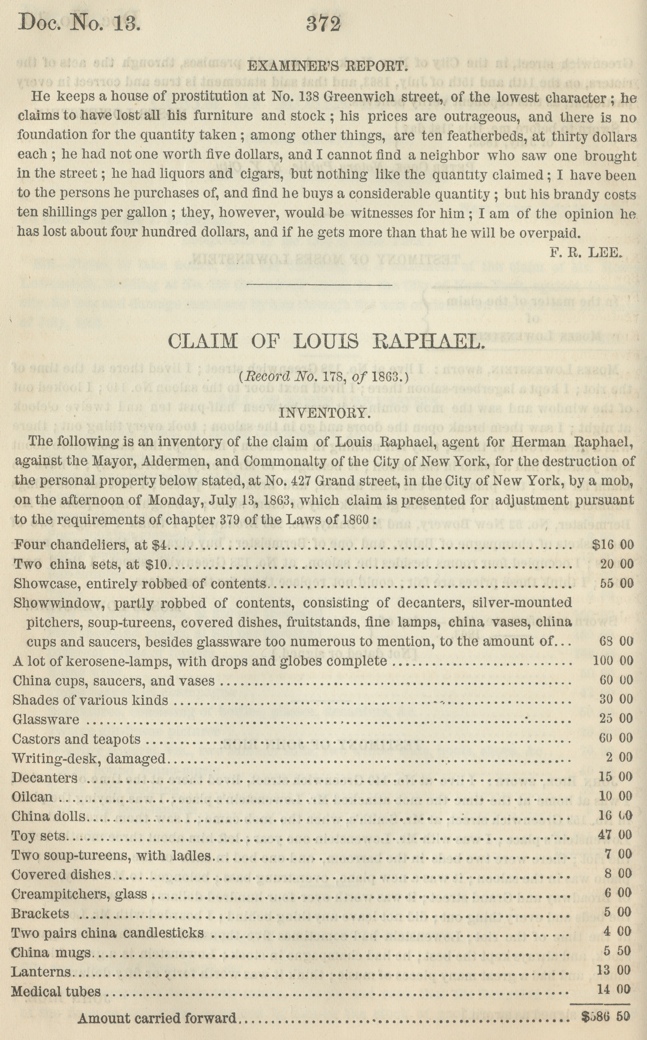 Doc. No. 13. 372
EXAMINER'S REPORT.
He keeps a house of prostitution at No. 138 Greenwich street, of the lowest character ; he
claims to have lost all his furniture and stock ; his prices are outrageous, and there is no
foundation for the quantity taken ; among other things, are ten featherbeds, at thirty dollars
each ; he had not one worth five dollars, and I cannot find a neighbor who saw one brought
in the street ; he had liquors and cigars, but nothing like the quantity claimed ; I have been
to the persons he purchases of, and find he buys a considerable quantity ; but his brandy costs
ten shillings per gallon ; they, however, would be witnesses for him ; I am of the opinion he
has lost about four hundred dollars, and if he gets more than that he will be overpaid.
F. R. LEE.
CLAIM OF LOUIS RAPHAEL.
(Record No. 178, of 1863.)
INVENTORY.
The following is an inventory of the claim of Louis Raphael, agent for Herman Raphael,
against the Mayor, Aldermen, and Commonalty of the City of New York, for the destruction of
the personal property below stated, at No. 427 Grand street, in the City of New York, by a mob,
on the afternoon of Monday, July 13, 1863, which claim is presented for adjustment pursuant
to the requirements of chapter 379 of the Laws of 1860 :
Four chandeliers, at $4.......... $16 00
Two china sets, at $10.......... 20 00
Showcase, entirely robbed of contents.......... 55 00
Showwindow, partly robbed of contents, consisting of decanters, silver-mounted
pitchers, soup-tureens, covered dishes, fruitstands, fine lamps, china vases, china
cups and saucers, besides glassware too numerous to mention, to the amount of... 68 00
A lot of kerosene-lamps, with drops and globes complete .......... 100 00
China cups, saucers, and vases .......... 60 00
Shades of various kinds .......... 30 00
Glassware .......... 25 00
Castors and teapots .......... 60 00
Writing-desk, damaged.......... 2 00
Decanters .......... 15 00
Oilcan .......... 10 00
China dolls.......... 16 00
Toy sets.......... 47 00
Two soup-tureens, with ladles.......... 7 00
Covered dishes.......... 8 00
Creampitchers, glass .......... 6 00
Brackets .......... 5 00
Two pairs china candlesticks .......... 4 00
China mugs.......... 5 50
Lanterns.......... 13 00
Medical tubes .......... 14 00
Amount carried forward.......... $586 50